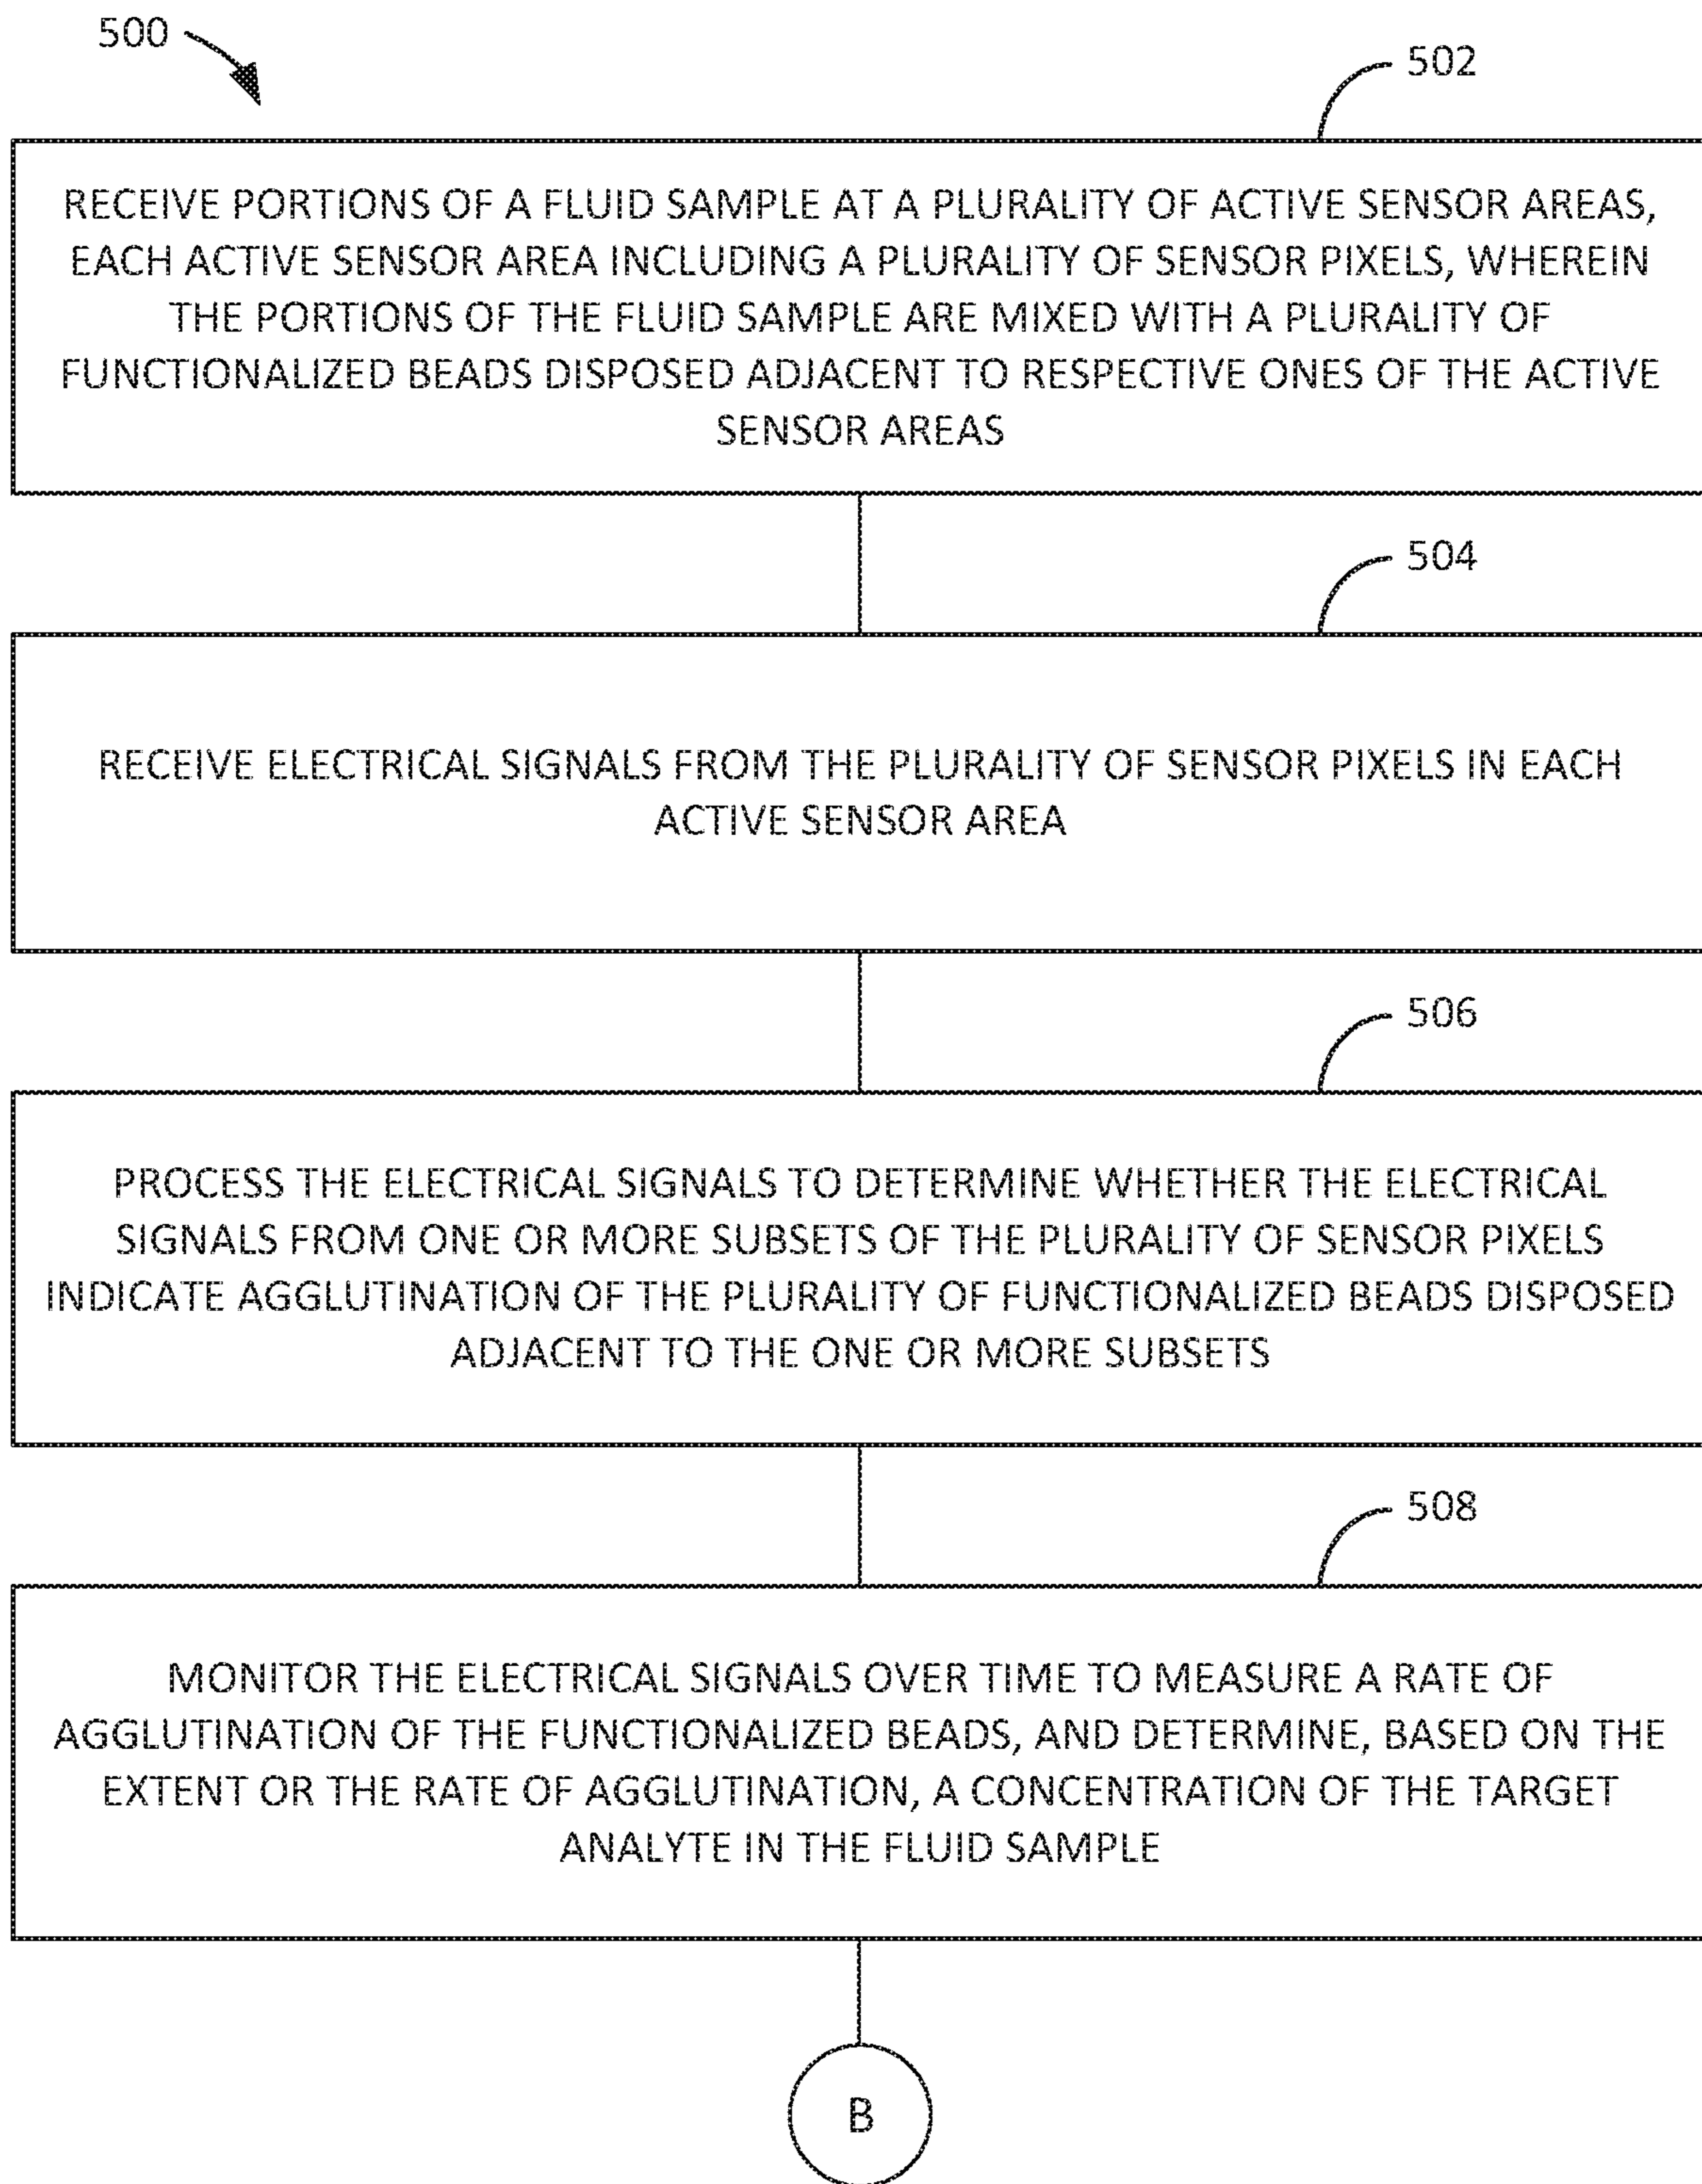 500
502
RECEIVE PORTIONS OF A FLUID SAMPLE AT A PLURALITY OF ACTIVE SENSOR AREAS,
EACH ACTIVE SENSOR AREA INCLUDING A PLURALITY OF SENSOR PIXELS, WHEREIN
THE PORTIONS OF THE FLUID SAMPLE ARE MIXED WITH A PLURALITY OF
FUNCTIONALIZED BEADS DISPOSED ADJACENT TO RESPECTIVE ONES OF THE ACTIVE
SENSOR AREAS
504
RECEIVE ELECTRICAL SIGNALS FROM THE PLURALITY OF SENSOR PIXELS IN EACH
ACTIVE SENSOR AREA
506
PROCESS THE ELECTRICAL SIGNALS TO DETERMINE WHETHER THE ELECTRICAL
SIGNALS FROM ONE OR MORE SUBSETS OF THE PLURALITY OF SENSOR PIXELS
INDICATE AGGLUTINATION OF THE PLURALITY OF FUNCTIONALIZED BEADS DISPOSED
ADJACENT TO THE ONE OR MORE SUBSETS
508
MONITOR THE ELECTRICAL SIGNALS OVER TIME TO MEASURE A RATE OF
AGGLUTINATION OF THE FUNCTIONALIZED BEADS, AND DETERMINE, BASED ON THE
EXTENT OR THE RATE OF AGGLUTINATION, A CONCENTRATION OF THE TARGET
ANALYTE IN THE FLUID SAMPLE
B